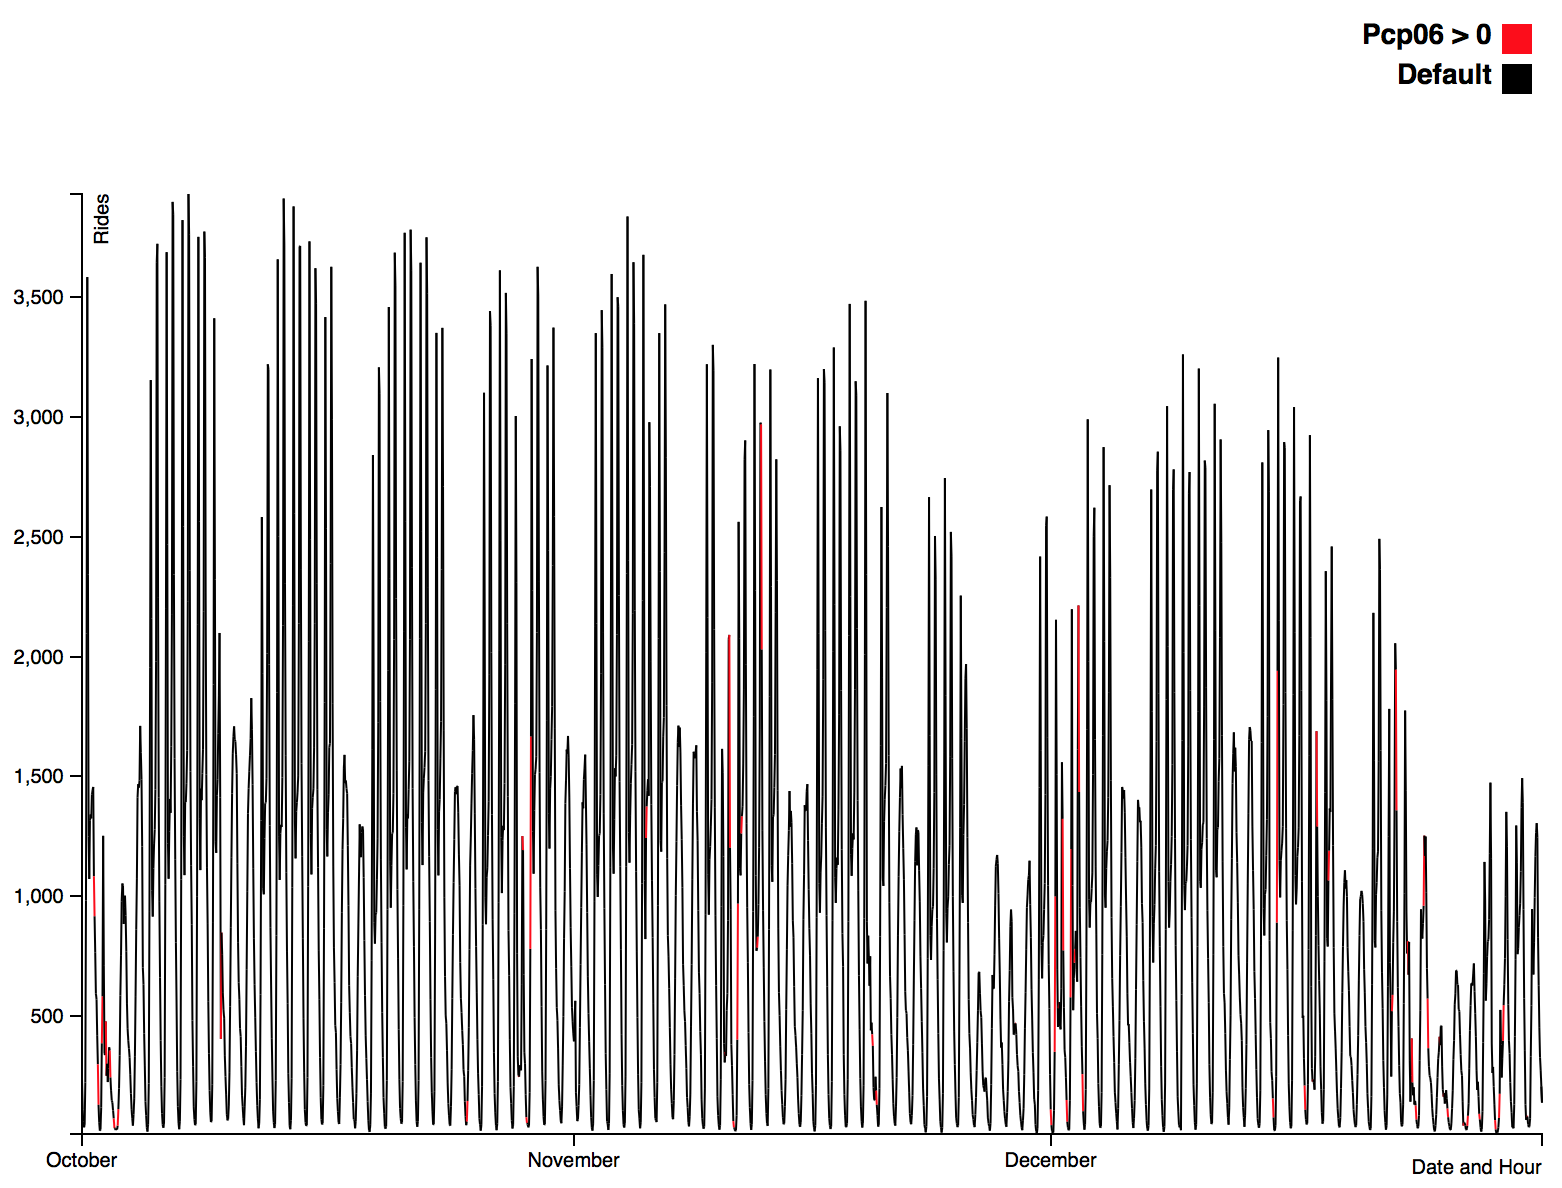 Pcp06 > 0
Default
Rides
3,500
3,000
2,500
2,000
1,500
1,000
500
October
November
December
Date and Hour